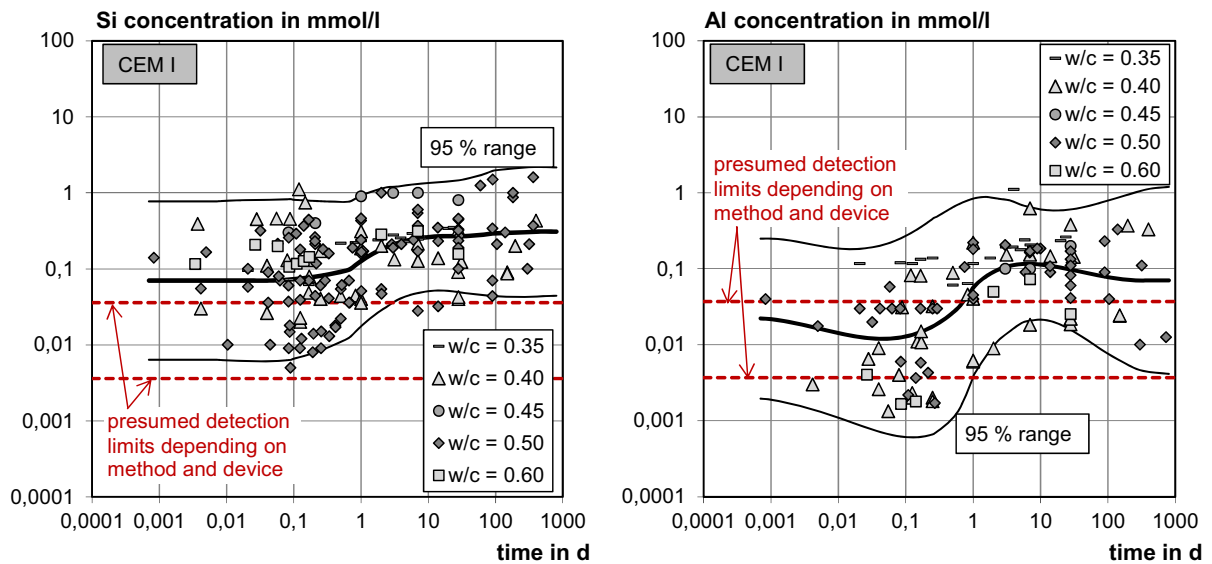 Si concentration in mmol/l
100
10
1
0,1
0,01
0,001
0,0001
CEM I
95 % range
w/c = 0.35
w/c = 0.40
w/c = 0.45
w/c = 0.50
w/c = 0.60
presumed detection
limits depending on
method and device
0,0001 0,001 0,01 0,1 1 10 100 1000
time in d
Al concentration in mmol/l
100
10
1
0,1
0,01
0,001
0,0001
CEM I
w/c = 0.35
w/c = 0.40
w/c = 0.45
w/c = 0.50
w/c = 0.60
presumed detection
limits depending on
method and device
95 % range
0,0001 0,001 0,01 0,1 1 10 100 1000
time in d